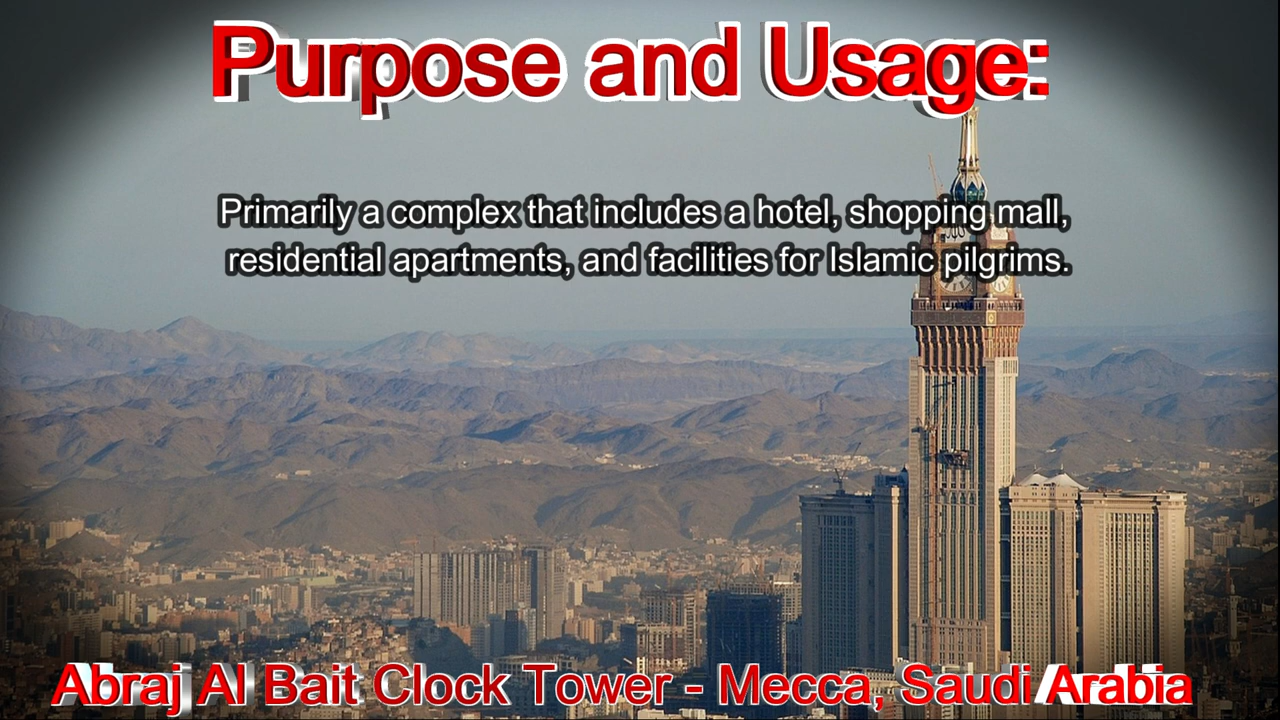 Purpose and Usage:
Primarily a complex that includes a hotel, shopping mall,
residential apartments, and facilities for Islamic pilgrims.
Abraj Al Bait Clock Tower - Mecca, Saudi Arabia